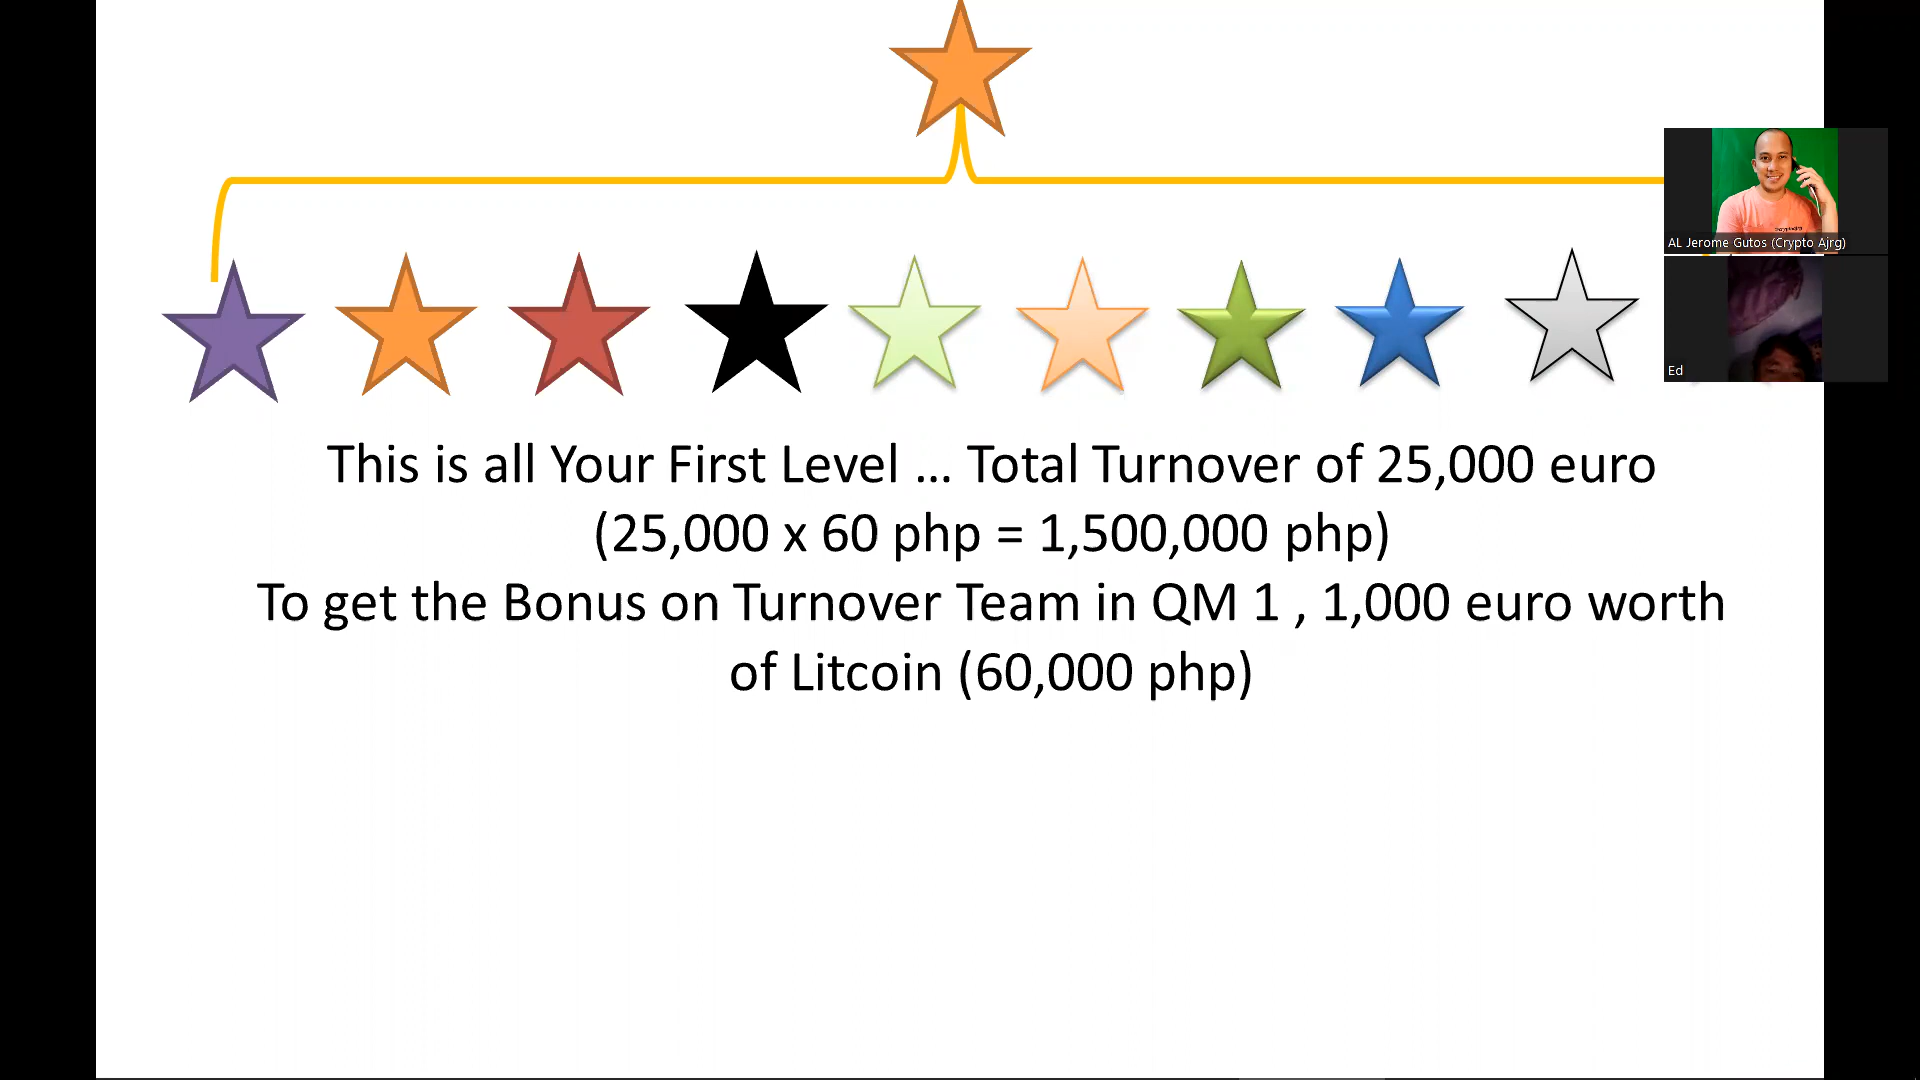 AL Jerome Gutos (Crypto Ajrg)
Ed
This is all Your First Level ... Total Turnover of 25,000 euro
(25,000 x 60 php = 1,500,000 php)
To get the Bonus on Turnover Team in QM 1 , 1,000 euro worth
of Litcoin (60,000 php)